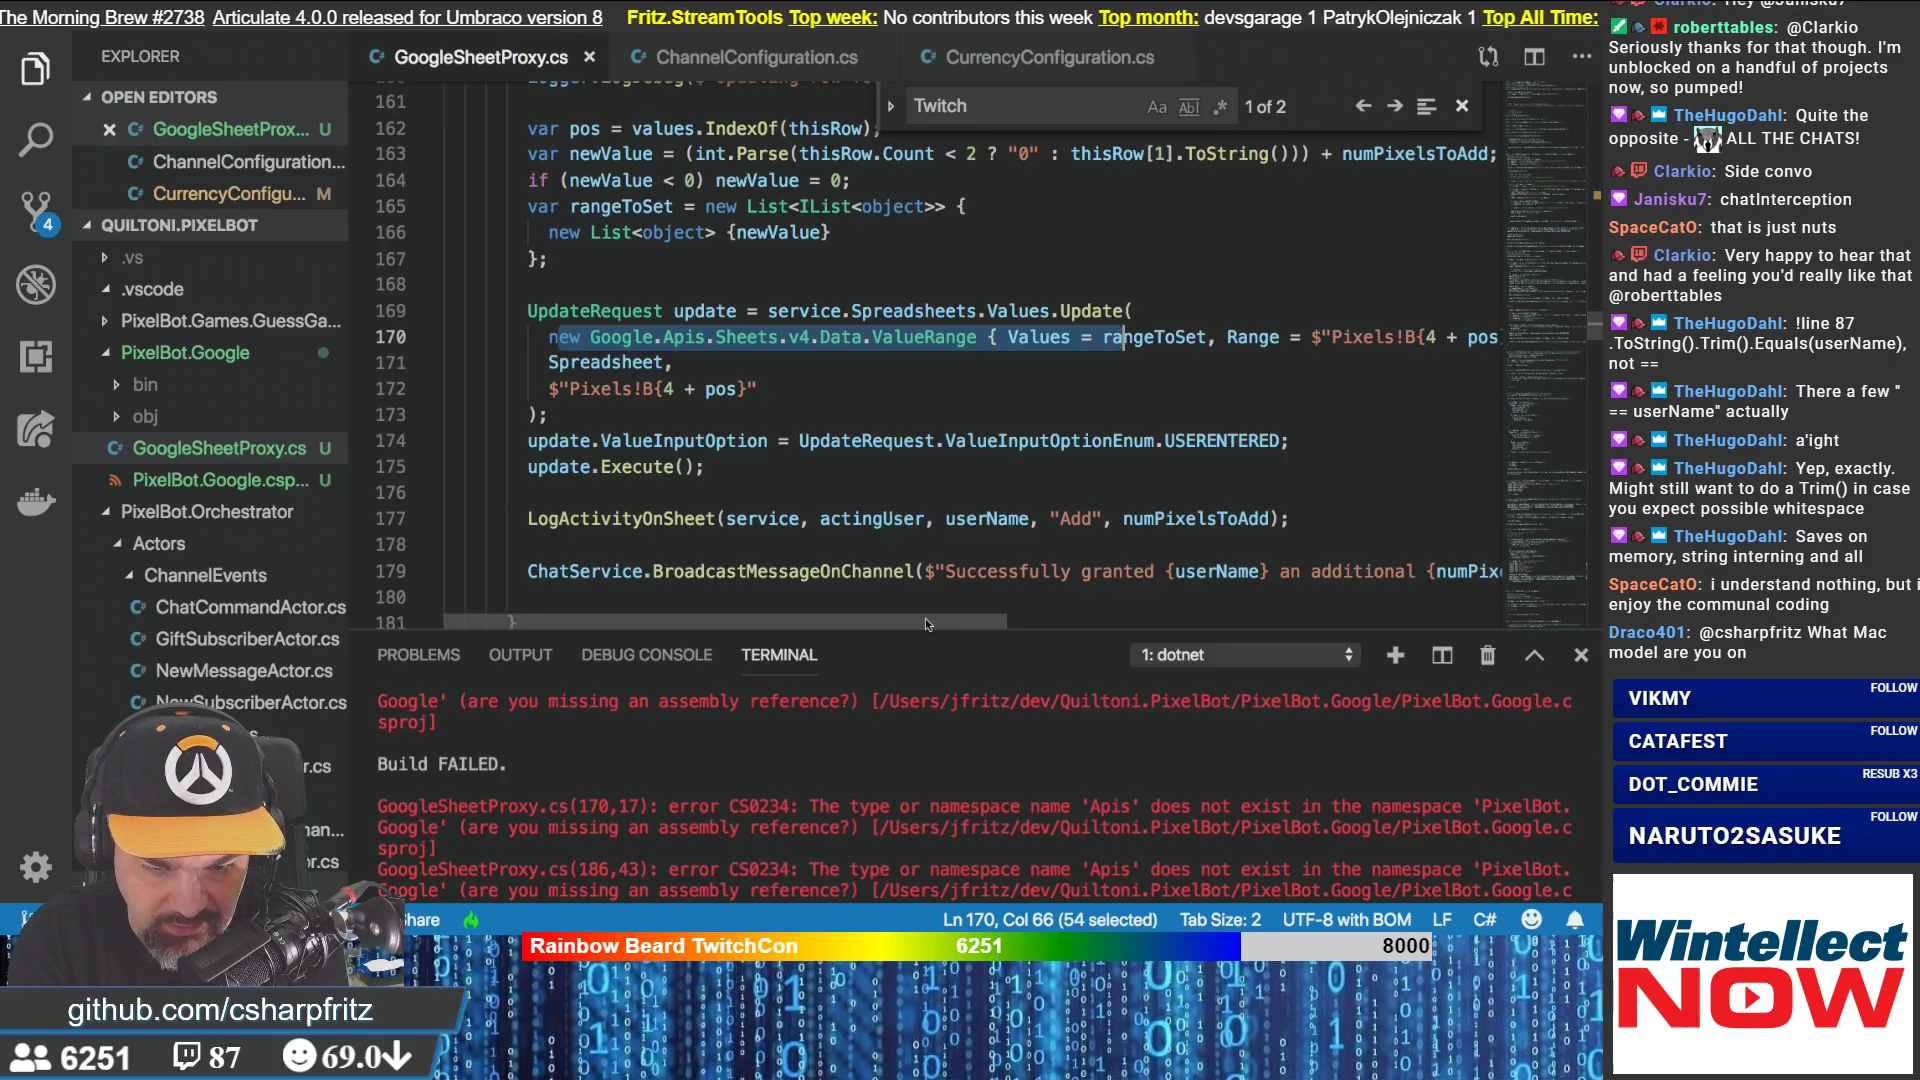 The Morning Brew #2738 Articulate 4.0.0 released for Umbraco version 8
Fritz.StreamTools Top week: No contributors this week Top month: devsgarage 1 PatrykOlejniczak 1 Top All Time:
EXPLORER
OPEN EDITORS
GoogleSheetProx... U
ChannelConfiguration...
CurrencyConfigu... M
QUILTONI.PIXELBOT
.vs
.vscode
PixelBot.Games.GuessGa...
PixelBot.Google
bin
obj
GoogleSheetProxy.cs U
PixelBot.Google.csp... U
PixelBot.Orchestrator
Actors
ChannelEvents
ChatCommandActor.cs
GiftSubscriberActor.cs
NewMessageActor.cs
NewSubscriberActor.cs
4
GoogleSheetProxy.cs
ChannelConfiguration.cs
CurrencyConfiguration.cs
Twitch
Aa Abl .* 1 of 2
161
162 var pos = values.IndexOf(thisRow);
163 var newValue = (int.Parse(thisRow.Count < 2 ? "0" : thisRow[1].ToString())) + numPixelsToAdd;
164 if (newValue < 0) newValue = 0;
165 var rangeToSet = new List<IList<object>> {
166 new List<object> {newValue}
167 };
168
169 UpdateRequest update = service.Spreadsheets.Values.Update(
170 new Google.Apis.Sheets.v4.Data.ValueRange { Values = rangeToSet, Range = $"Pixels!B{4 + pos
171 Spreadsheet,
172 $"Pixels!B{4 + pos}"
173 );
174 update.ValueInputOption = UpdateRequest.ValueInputOptionEnum.USERENTERED;
175 update.Execute();
176
177 LogActivityOnSheet(service, actingUser, userName, "Add", numPixelsToAdd);
178
179 ChatService.BroadcastMessageOnChannel($"Successfully granted {userName} an additional {numPix
180
181 }
PROBLEMS OUTPUT DEBUG CONSOLE TERMINAL
1: dotnet
Google' (are you missing an assembly reference?) [/Users/jfritz/dev/Quiltoni.PixelBot/PixelBot.Google/PixelBot.Google.c
sproj]
Build FAILED.
GoogleSheetProxy.cs(170,17): error CS0234: The type or namespace name 'Apis' does not exist in the namespace 'PixelBot.
Google' (are you missing an assembly reference?) [/Users/jfritz/dev/Quiltoni.PixelBot/PixelBot.Google/PixelBot.Google.c
sproj]
GoogleSheetProxy.cs(186,43): error CS0234: The type or namespace name 'Apis' does not exist in the namespace 'PixelBot.
Google' (are you missing an assembly reference?) [/Users/jfritz/dev/Quiltoni.PixelBot/PixelBot.Google/PixelBot.Google.c
Ln 170, Col 66 (54 selected) Tab Size: 2 UTF-8 with BOM LF C#
Rainbow Beard TwitchCon 6251 8000
github.com/csharpfritz
6251 87 69.0
roberttables: @Clarkio
Seriously thanks for that though. I'm
unblocked on a handful of projects
now, so pumped!
TheHugoDahl: Quite the
opposite - ALL THE CHATS!
Clarkio: Side convo
Janisku7: chatInterception
SpaceCatO: that is just nuts
Clarkio: Very happy to hear that
and had a feeling you'd really like that
@roberttables
TheHugoDahl: !line 87
.ToString().Trim().Equals(userName),
not ==
TheHugoDahl: There a few "
== userName" actually
TheHugoDahl: a'ight
TheHugoDahl: Yep, exactly.
Might still want to do a Trim() in case
you expect possible whitespace
TheHugoDahl: Saves on
memory, string interning and all
SpaceCatO: i understand nothing, but i
enjoy the communal coding
Draco401: @csharpfritz What Mac
model are you on
VIKMY FOLLOW
CATAFEST FOLLOW
DOT_COMMIE RESUB X3
NARUTO2SASUKE FOLLOW
Wintellect
NOW